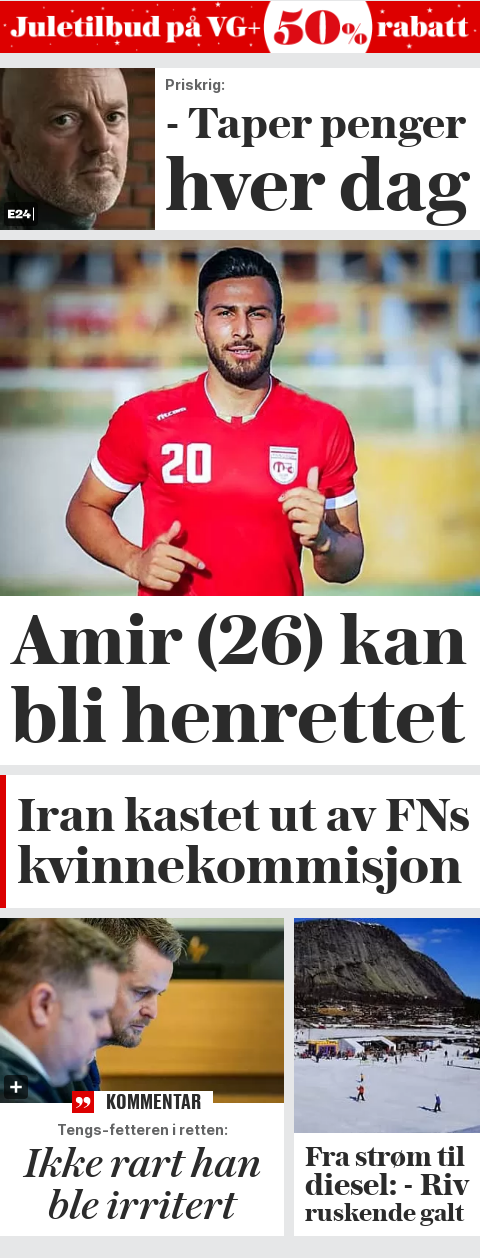 Juletilbud på VG+ 50% rabatt
Priskrig:
- Taper penger
hver dag
E24
20
Amir (26) kan
bli henrettet
Iran kastet ut av FNs
kvinnekommisjon
KOMMENTAR
Tengs-fetteren i retten:
Ikke rart han
ble irritert
Fra strøm til
diesel: - Riv
ruskende galt